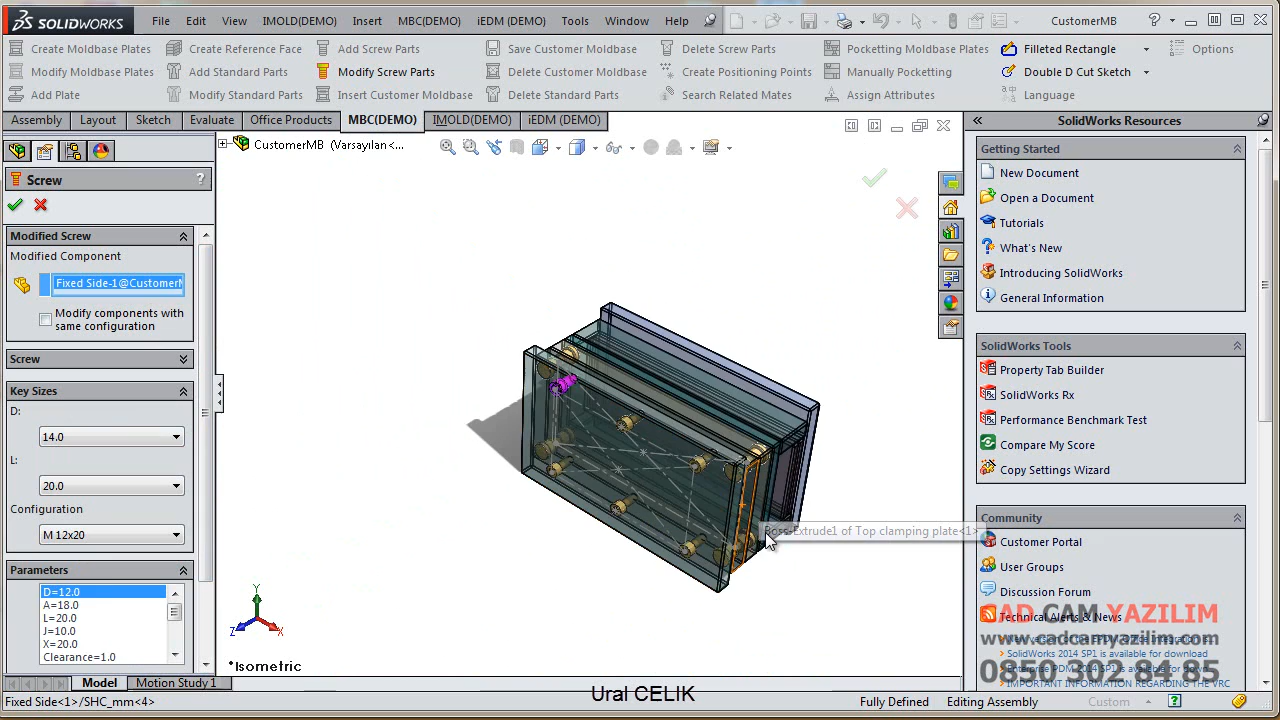 SOLIDWORKS File Edit View IMOLD(DEMO) Insert MBC(DEMO) iEDM (DEMO) Tools Window Help CustomerMB
Create Moldbase Plates Create Reference Face Add Screw Parts Save Customer Moldbase Delete Screw Parts Pocketting Moldbase Plates Filleted Rectangle Options
Modify Moldbase Plates Add Standard Parts Modify Screw Parts Delete Customer Moldbase Create Positioning Points Manually Pocketting Double D Cut Sketch
Add Plate Modify Standard Parts Insert Customer Moldbase Delete Standard Parts Search Related Mates Assign Attributes Language
Assembly Layout Sketch Evaluate Office Products MBC(DEMO) IMOLD(DEMO) iEDM (DEMO)
SolidWorks Resources
CustomerMB (Varsayılan<...
Getting Started
New Document
Open a Document
Tutorials
What's New
Introducing SolidWorks
General Information
SolidWorks Tools
Property Tab Builder
SolidWorks Rx
Performance Benchmark Test
Compare My Score
Copy Settings Wizard
Community
Customer Portal
User Groups
Discussion Forum
Technical Alerts & News
SolidWorks 2014 SP1 is available for download
IMPORTANT INFORMATION REGARDING THE VRC
CAD CAM YAZILIM
www.cadcamyazilim.com
0850 302 84 85
Screw ?
Modified Screw
Modified Component
Fixed Side-1@CustomerM
Modify components with
same configuration
Screw
Key Sizes
D:
14.0
L:
20.0
Configuration
M 12x20
Parameters
D=12.0
A=18.0
L=20.0
J=10.0
X=20.0
Clearance=1.0
Boss-Extrude1 of Top clamping plate<1>
Y
Z X
*Isometric
Model Motion Study 1
Ural CELIK
Fixed Side<1>/SHC_mm<4> Fully Defined Editing Assembly Custom